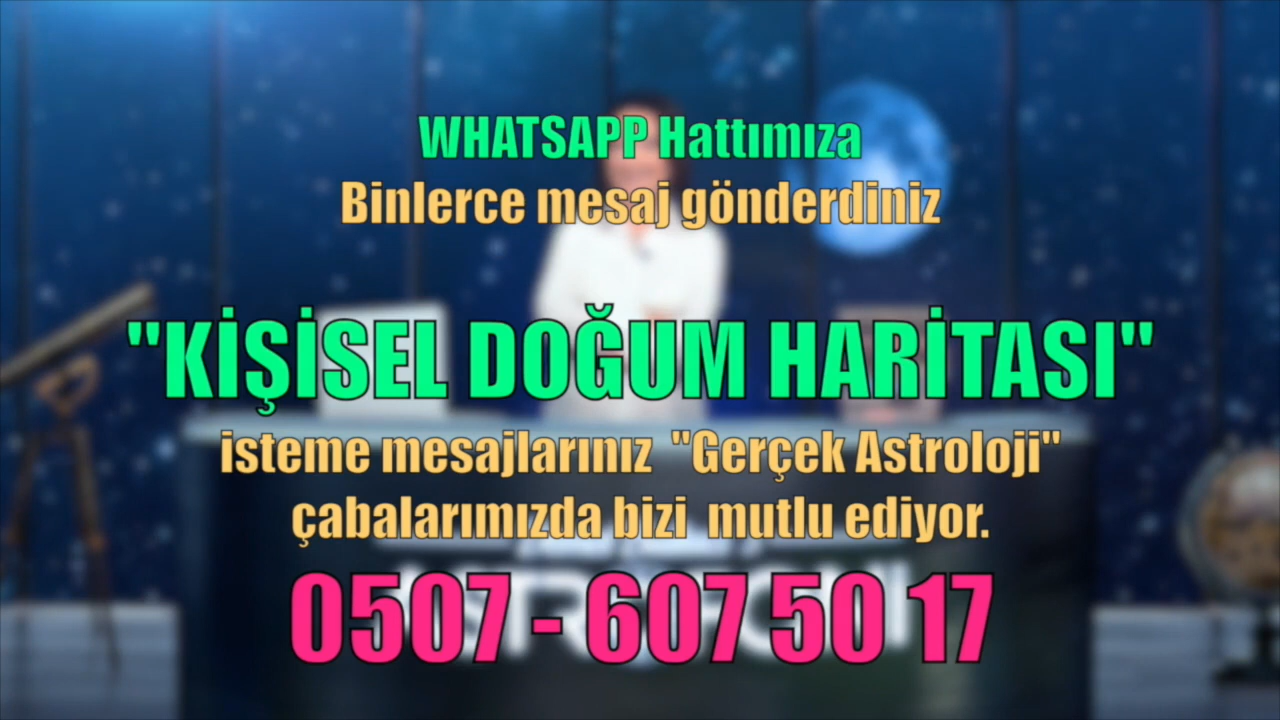 WHATSAPP Hattımıza
Binlerce mesaj gönderdiniz
"KİŞİSEL DOĞUM HARİTASI"
isteme mesajlarınız "Gerçek Astroloji"
çabalarımızda bizi mutlu ediyor.
0507 - 607 50 17